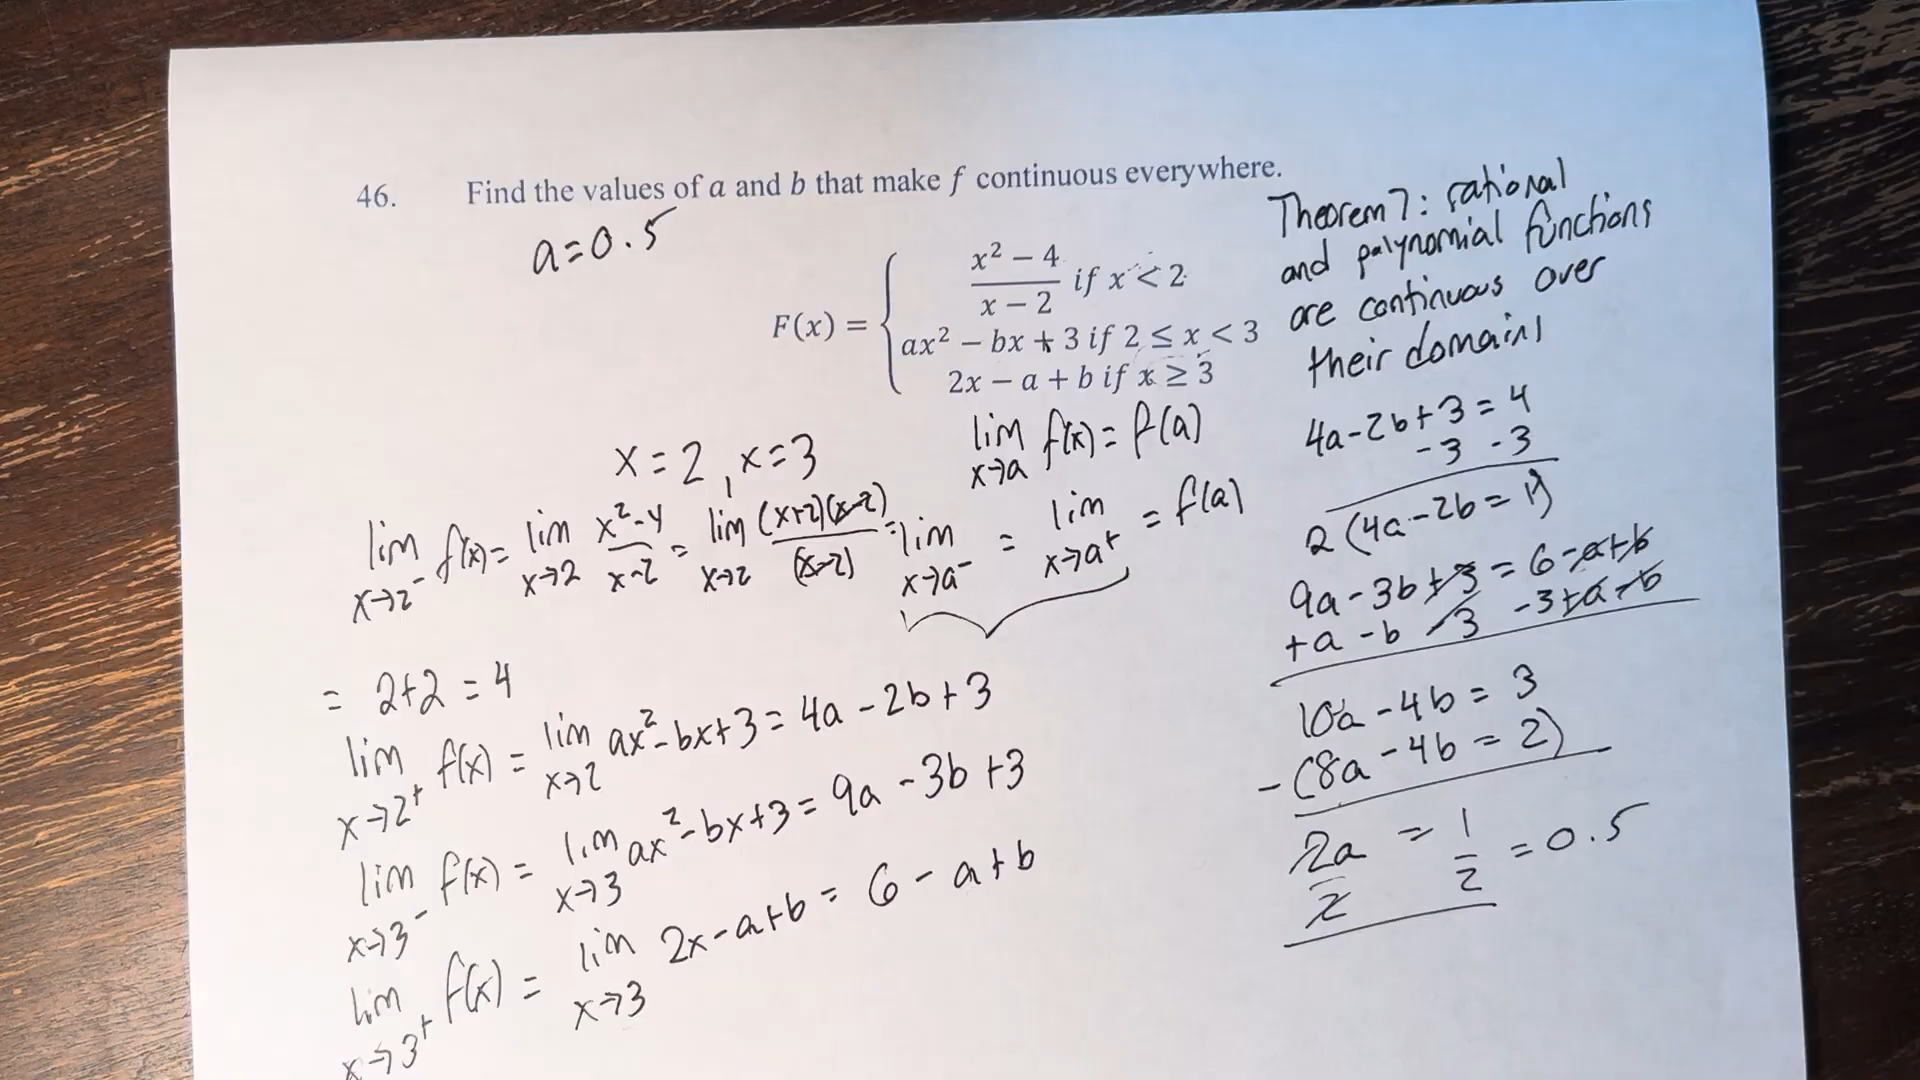 46. Find the values of a and b that make f continuous everywhere.
a=0.5
F(x) = { x² − 4 / x − 2 if x < 2
ax² − bx + 3 if 2 ≤ x < 3
2x − a + b if x ≥ 3
x=2, x=3
lim x→a f(x) = f(a)
lim x→2⁻ f(x) = lim x→2 x²-4 / x-2 = lim x→2 (x+2)(x-2) / (x-2) =
lim x→a⁻ = lim x→a⁺ = f(a)
= 2+2 = 4
lim x→2⁺ f(x) = lim x→2 ax²-bx+3 = 4a-2b+3
lim x→3⁻ f(x) = lim x→3 ax²-bx+3 = 9a-3b+3
lim x→3⁺ f(x) = lim x→3 2x-a+b = 6-a+b
Theorem 7: rational
and polynomial functions
are continuous over
their domain!
4a-2b+3=4
-3 -3
2(4a-2b=1)
9a-3b+3=6-a+b
+a -b -3 -3+a-b
10a-4b=3
-(8a-4b=2)
2a / 2 = 1 / 2 = 0.5